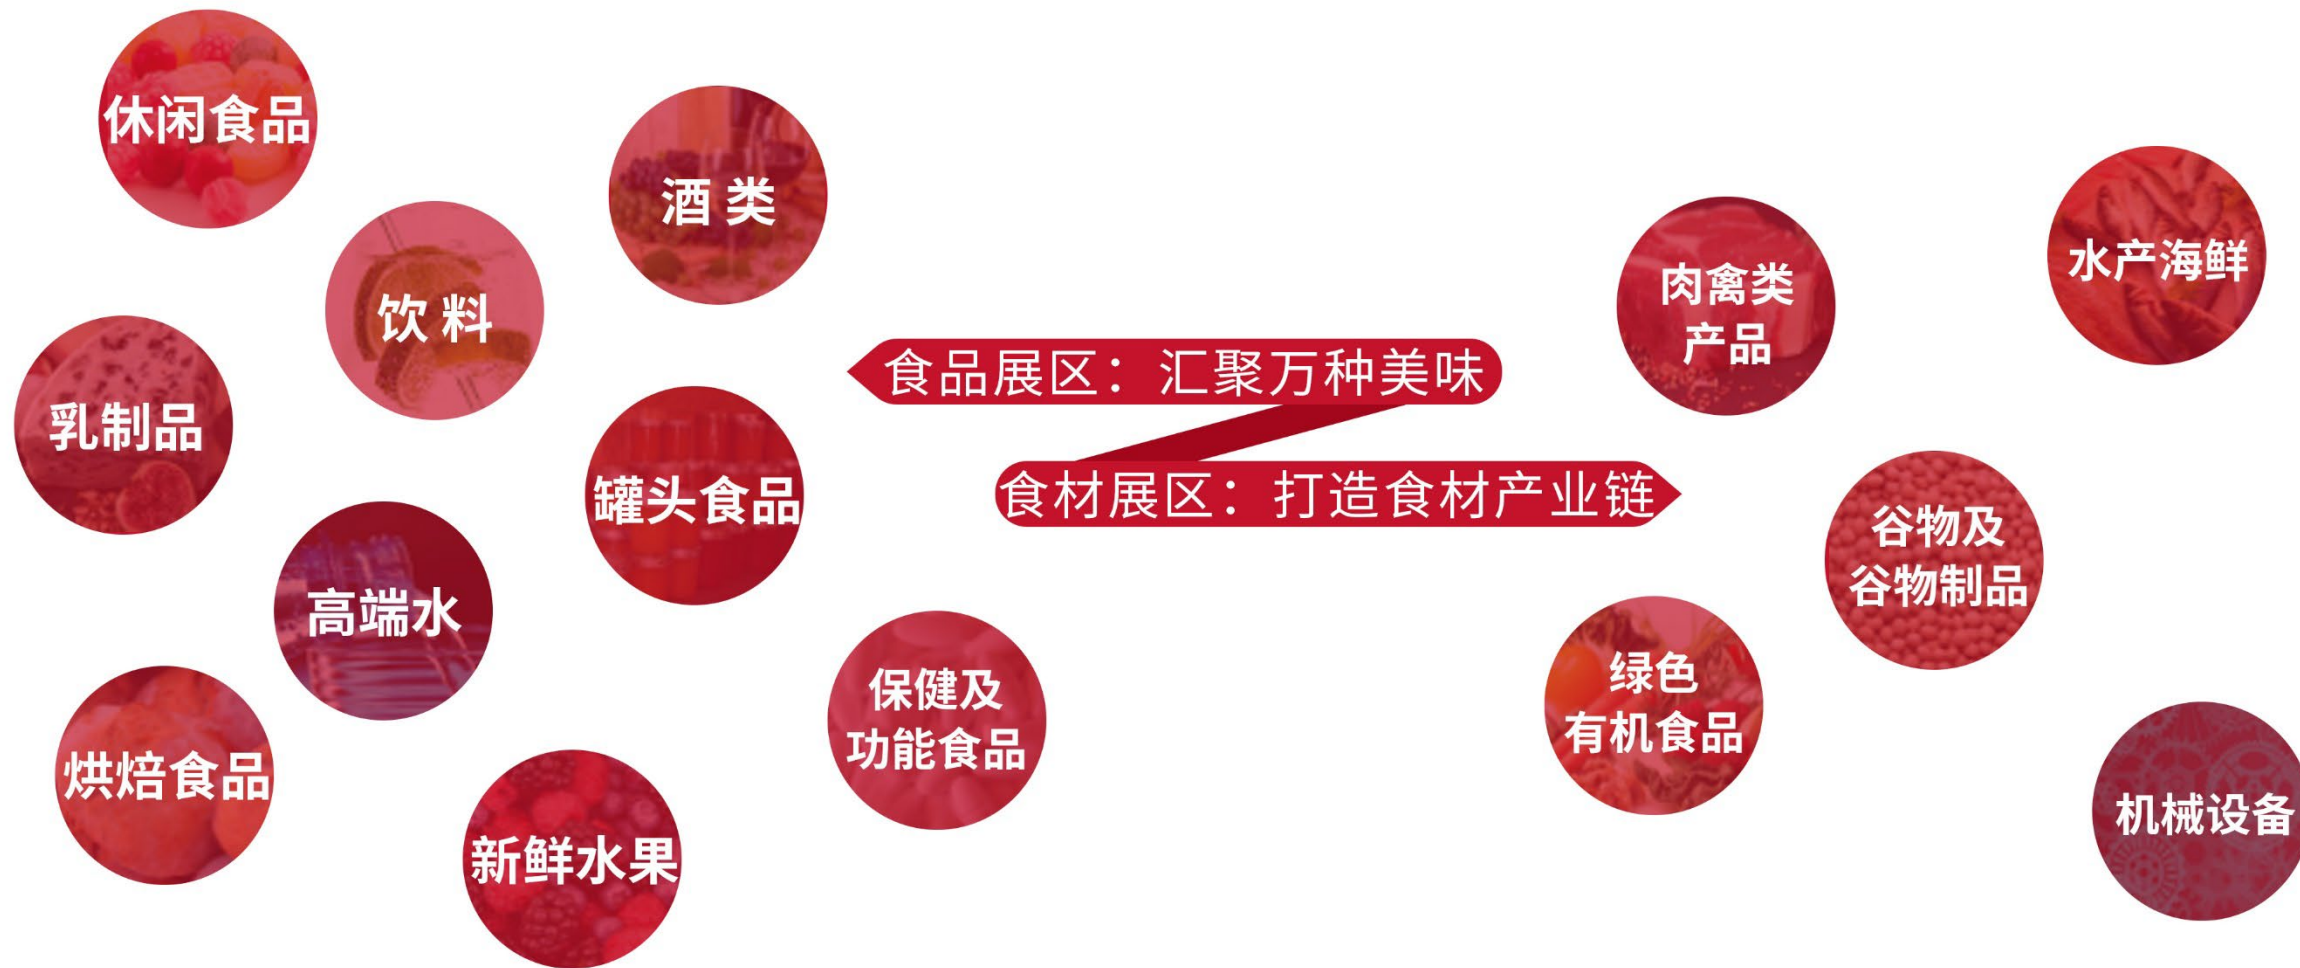 休闲食品
酒 类
饮 料
乳制品
罐头食品
高端水
烘焙食品
新鲜水果
保健及
功能食品
食品展区：汇聚万种美味
食材展区：打造食材产业链
肉禽类
产品
水产海鲜
谷物及
谷物制品
绿色
有机食品
机械设备